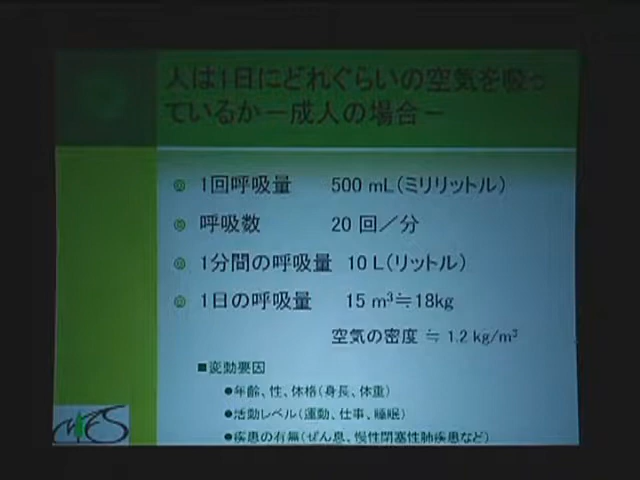 人は1日にどれぐらいの空気を吸っ
ているか－成人の場合－
◎ 1回呼吸量 500 mL(ミリリットル)
◎ 呼吸数 20 回／分
◎ 1分間の呼吸量 10 L(リットル)
◎ 1日の呼吸量 15 m³≒18kg
空気の密度 ≒ 1.2 kg/m³
■変動要因
●年齢、性、体格(身長、体重)
●活動レベル(運動、仕事、睡眠)
●疾患の有無(ぜん息、慢性閉塞性肺疾患など)
MES